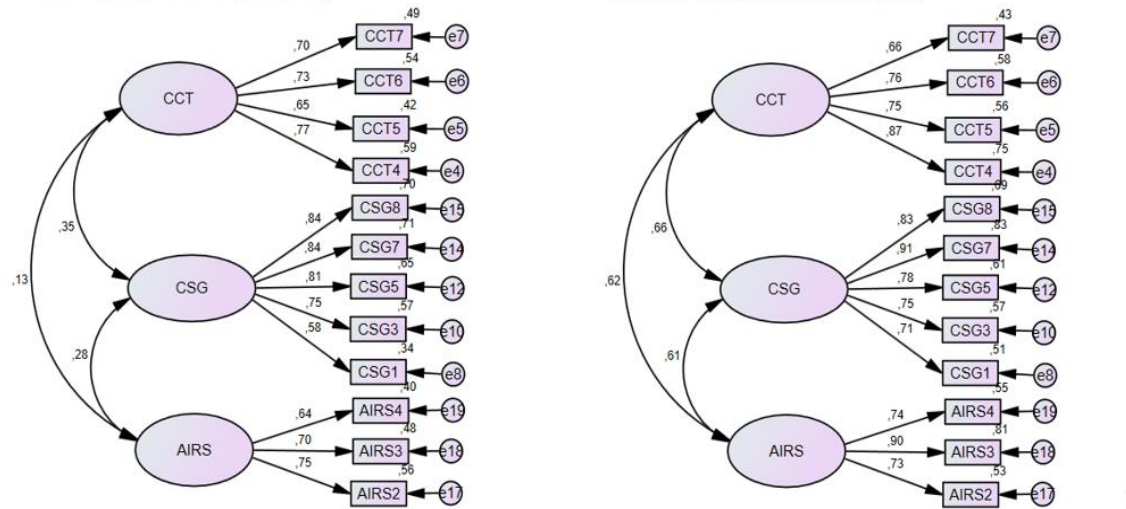 ,49
CCT7 e7
,70
,54
CCT6 e6
,73
,42
CCT5 e5
,65
,59
CCT4 e4
,77
CCT
,70
CSG8 e15
,84
,71
CSG7 e14
,84
,65
CSG5 e12
,81
,57
CSG3 e10
,75
,34
CSG1 e8
,58
CSG
,40
AIRS4 e19
,64
,48
AIRS3 e18
,70
,56
AIRS2 e17
,75
AIRS
,35
,13
,28
,43
CCT7 e7
,66
,58
CCT6 e6
,76
,56
CCT5 e5
,75
,75
CCT4 e4
,87
CCT
,69
CSG8 e15
,83
,83
CSG7 e14
,91
,61
CSG5 e12
,78
,57
CSG3 e10
,75
,51
CSG1 e8
,71
CSG
,55
AIRS4 e19
,74
,81
AIRS3 e18
,90
,53
AIRS2 e17
,73
AIRS
,66
,62
,61